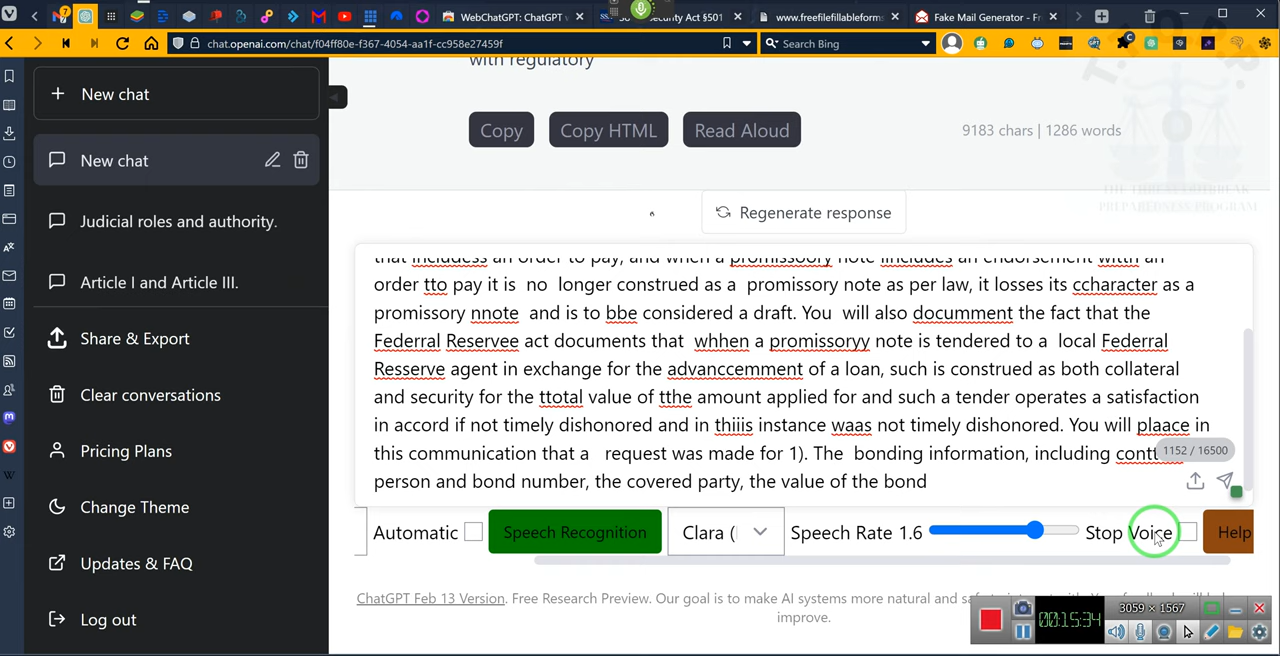 WebChatGPT: ChatGPT
Security Act §501
www.freefilefillableforms
Fake Mail Generator - Fr
chat.openai.com/chat/f04ff80e-f367-4054-aa1f-cc958e27459f
Search Bing
New chat
New chat
Judicial roles and authority.
Article I and Article III.
Share & Export
Clear conversations
Pricing Plans
Change Theme
Updates & FAQ
Log out
with regulatory
Copy
Copy HTML
Read Aloud
9183 chars | 1286 words
THE THREAT OUTBREAK
PREPAREDNESS PROGRAM
Regenerate response
that includess an order to pay, and when a promissoory note iincludes an endorsement witth an
order tto pay it is no longer construed as a promissory note as per law, it losses its ccharacter as a
promissory nnote and is to bbe considered a draft. You will also documment the fact that the
Federral Reservee act documents that whhen a promissoryy note is tendered to a local Federral
Resserve agent in exchange for the advanccemment of a loan, such is construed as both collateral
and security for the ttotal value of tthe amount applied for and such a tender operates a satisfaction
in accord if not timely dishonored and in thiiis instance waas not timely dishonored. You will plaace in
this communication that a request was made for 1). The bonding information, including
1152 / 16500
person and bond number, the covered party, the value of the bond
Automatic
Speech Recognition
Clara (
Speech Rate 1.6
Stop Voice
Help
ChatGPT Feb 13 Version. Free Research Preview. Our goal is to make AI systems more natural and
improve.
3059 × 1567
00:15:34